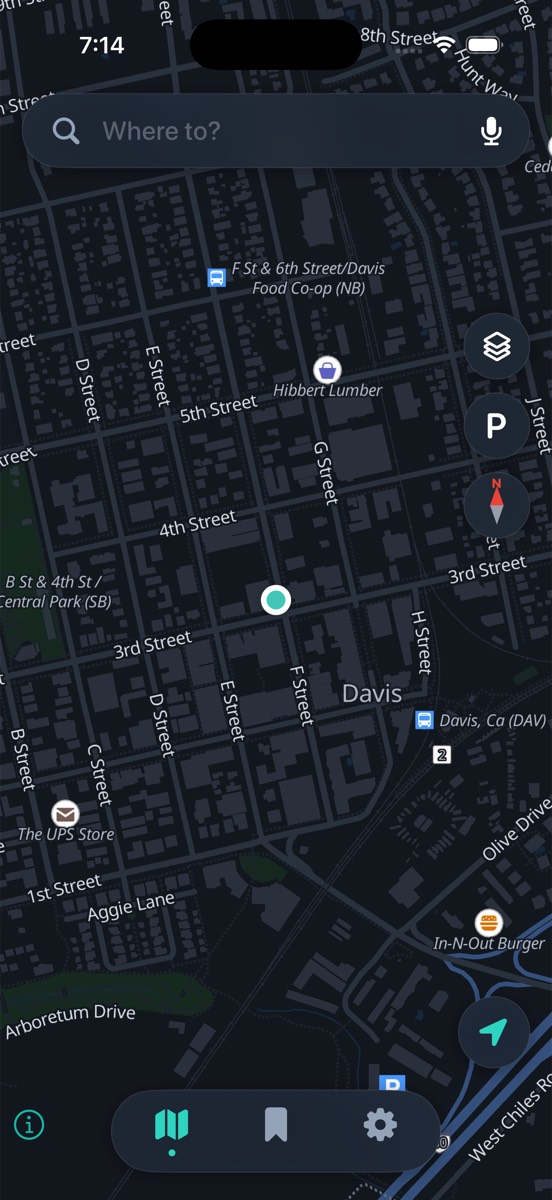 7:14
8th Street
Hunt Way
Where to?
F St & 6th Street/Davis
Food Co-op (NB)
D Street
E Street
Hibbert Lumber
5th Street
G Street
J Street
P
N
4th Street
3rd Street
B St & 4th St /
Central Park (SB)
3rd Street
H Street
F Street
Davis
E Street
D Street
Davis, Ca (DAV)
B Street
C Street
2
The UPS Store
Olive Drive
1st Street
Aggie Lane
In-N-Out Burger
Arboretum Drive
P
West Chiles